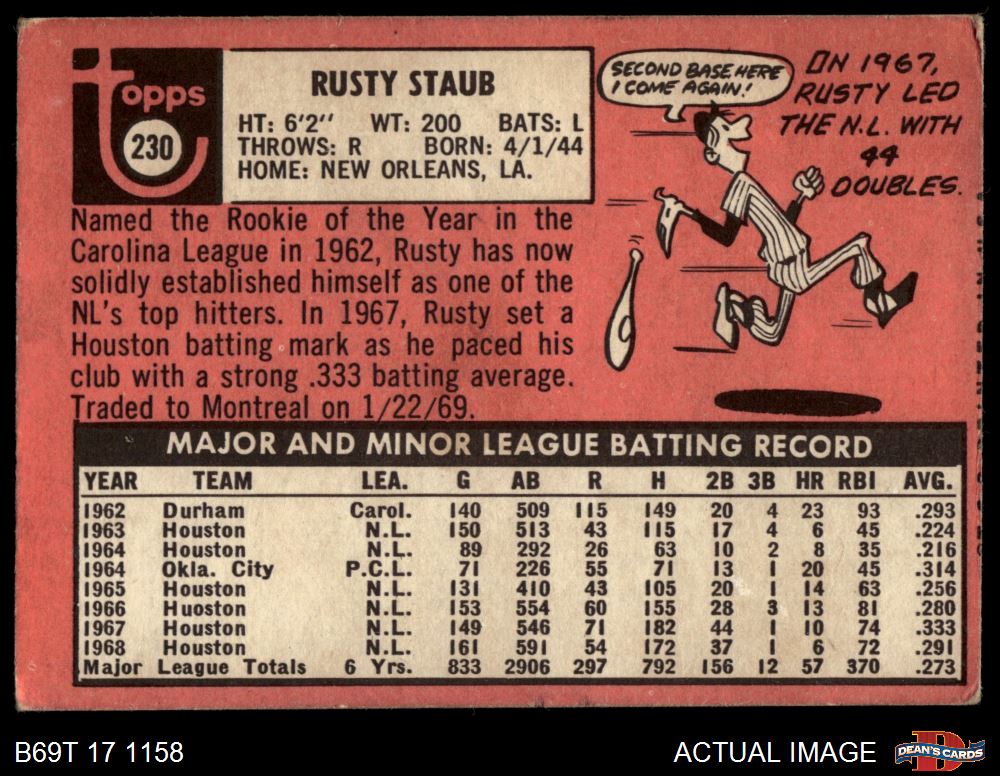 topps
230
RUSTY STAUB
HT: 6'2" WT: 200 BATS: L
THROWS: R BORN: 4/1/44
HOME: NEW ORLEANS, LA.
SECOND BASE HERE
I COME AGAIN!
IN 1967,
RUSTY LED
THE N.L. WITH
44
DOUBLES.
Named the Rookie of the Year in the
Carolina League in 1962, Rusty has now
solidly established himself as one of the
NL's top hitters. In 1967, Rusty set a
Houston batting mark as he paced his
club with a strong .333 batting average.
Traded to Montreal on 1/22/69.
MAJOR AND MINOR LEAGUE BATTING RECORD
YEAR TEAM LEA. G AB R H 2B 3B HR RBI AVG.
1962 Durham Carol. 140 509 115 149 20 4 23 93 .293
1963 Houston N.L. 150 513 43 115 17 4 6 45 .224
1964 Houston N.L. 89 292 26 63 10 2 8 35 .216
1964 Okla. City P.C.L. 71 226 55 71 13 1 20 45 .314
1965 Houston N.L. 131 410 43 105 20 1 14 63 .256
1966 Huoston N.L. 153 554 60 155 28 3 13 81 .280
1967 Houston N.L. 149 546 71 182 44 1 10 74 .333
1968 Houston N.L. 161 591 54 172 37 1 6 72 .291
Major League Totals 6 Yrs. 833 2906 297 792 156 12 57 370 .273
B69T 17 1158
ACTUAL IMAGE
DEAN'S CARDS